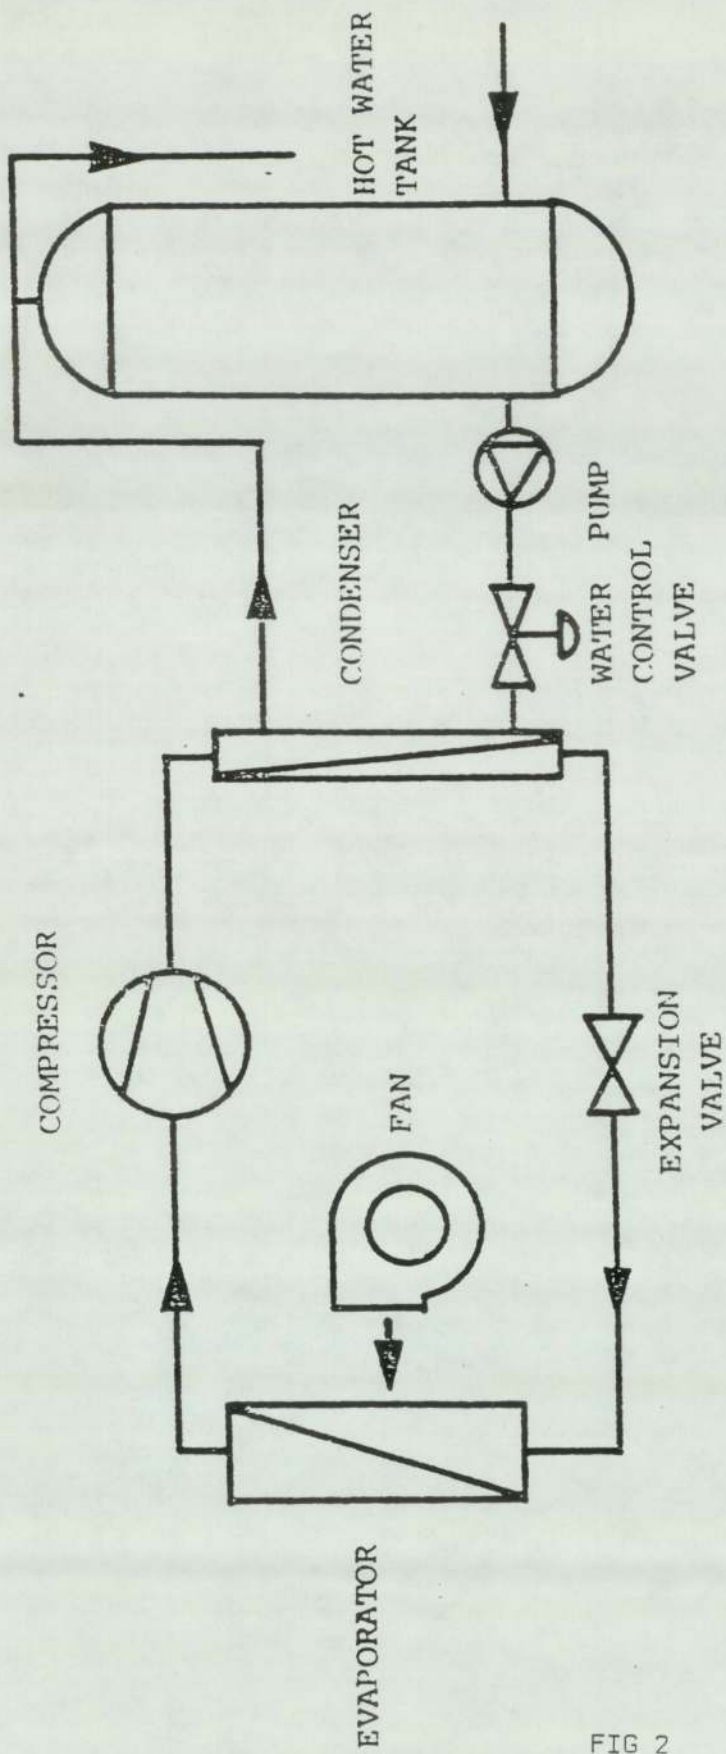 HOT WATER
TANK
CONDENSER
WATER PUMP
CONTROL
VALVE
COMPRESSOR
FAN
EXPANSION
VALVE
EVAPORATOR
FIG 2